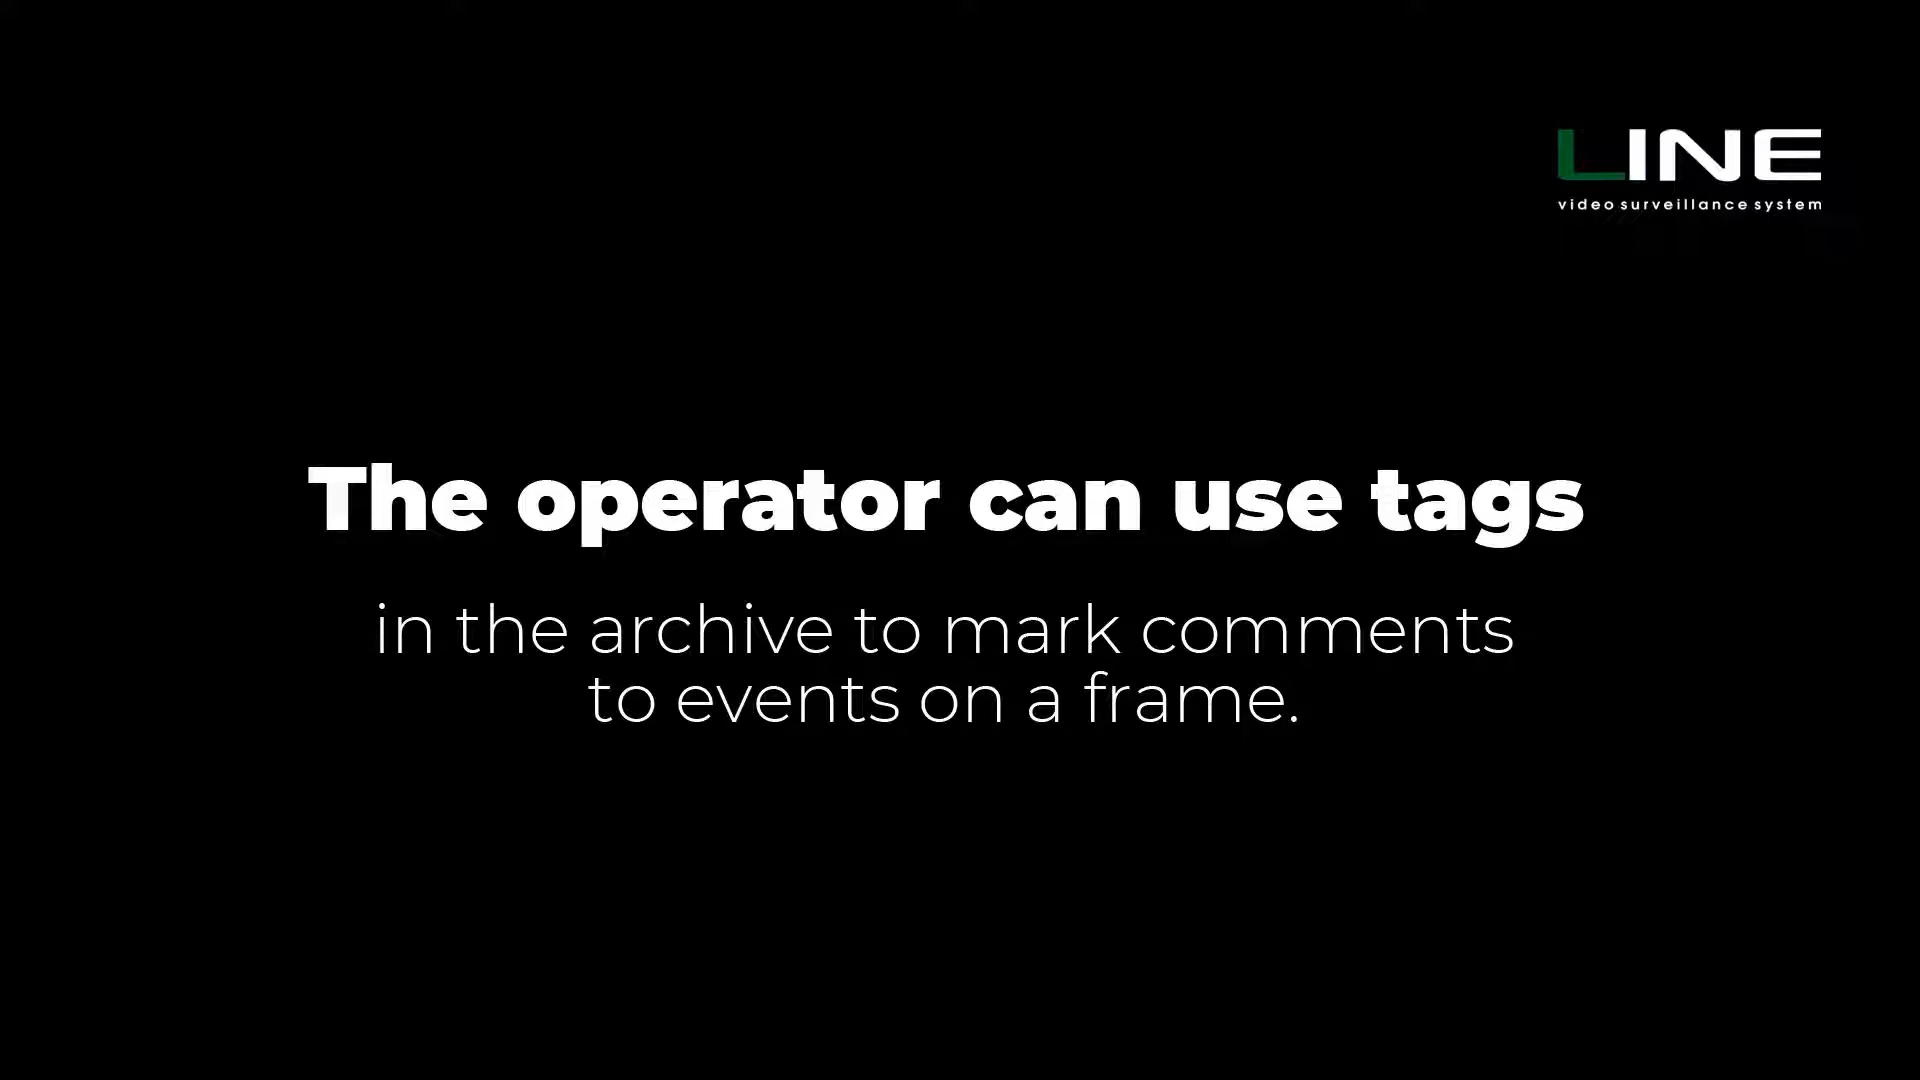 LINE
video surveillance system
The operator can use tags
in the archive to mark comments
to events on a frame.